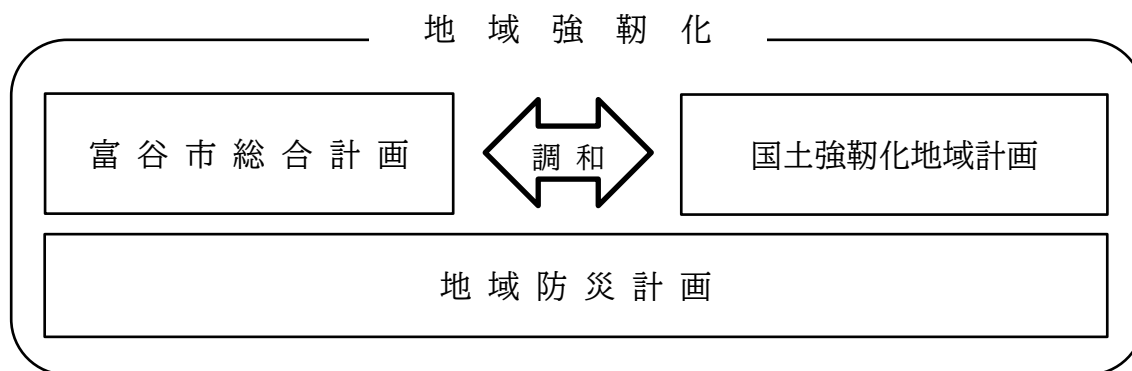 地域強靭化
富谷市総合計画
調和
国土強靭化地域計画
地域防災計画